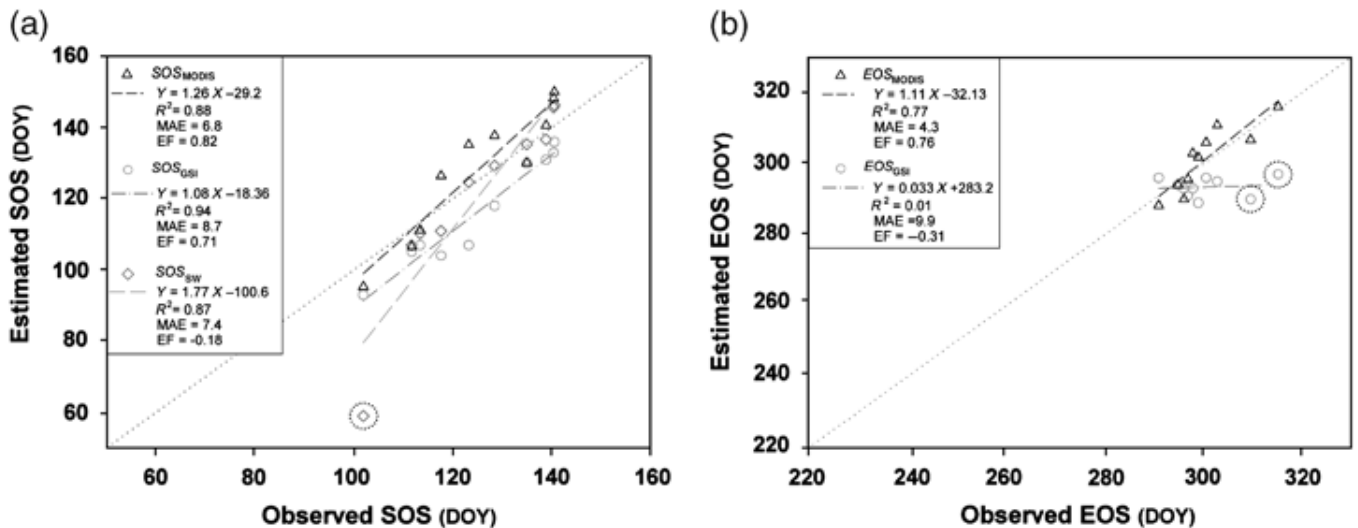 (a)
160
140
120
100
80
60
Estimated SOS (DOY)
SOS_MODIS
Y = 1.26 X –29.2
R² = 0.88
MAE = 6.8
EF = 0.82
SOS_GSI
Y = 1.08 X –18.36
R² = 0.94
MAE = 8.7
EF = 0.71
SOS_SW
Y = 1.77 X –100.6
R² = 0.87
MAE = 7.4
EF = -0.18
60 80 100 120 140 160
Observed SOS (DOY)
(b)
320
300
280
260
240
220
Estimated EOS (DOY)
EOS_MODIS
Y = 1.11 X –32.13
R² = 0.77
MAE = 4.3
EF = 0.76
EOS_GSI
Y = 0.033 X +283.2
R² = 0.01
MAE =9.9
EF = –0.31
220 240 260 280 300 320
Observed EOS (DOY)